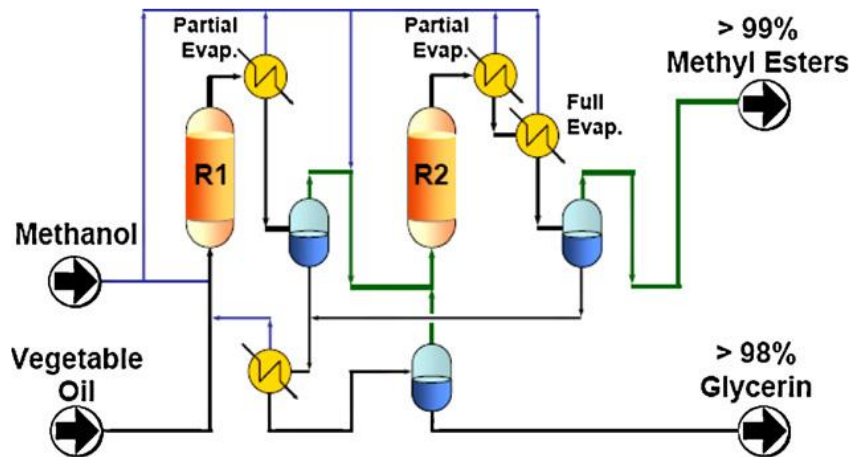 Partial
Evap.
Partial
Evap.
> 99%
Methyl Esters
Full
Evap.
R1
R2
Methanol
Vegetable
Oil
> 98%
Glycerin